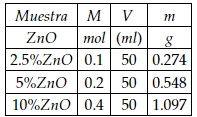 Muestra M V m
ZnO mol (ml) g
2.5%ZnO 0.1 50 0.274
5%ZnO 0.2 50 0.548
10%ZnO 0.4 50 1.097